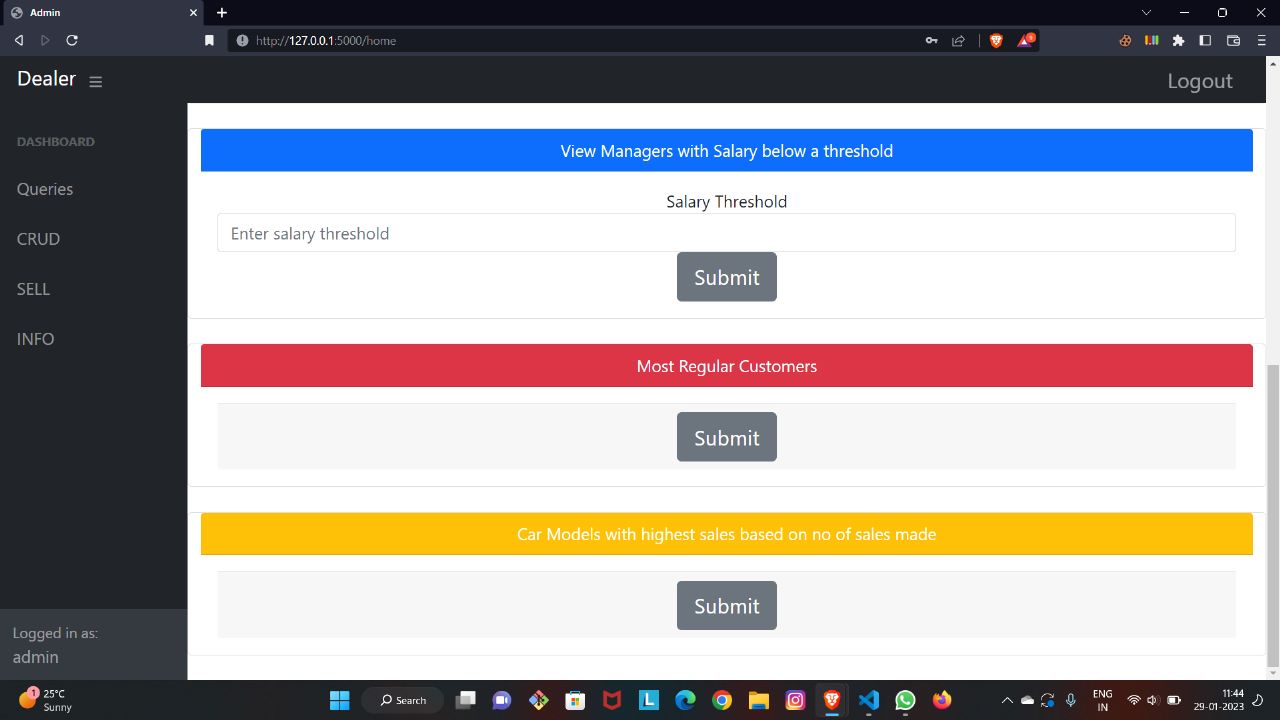 Admin
http://127.0.0.1:5000/home
Dealer
Logout
DASHBOARD
Queries
CRUD
SELL
INFO
View Managers with Salary below a threshold
Salary Threshold
Enter salary threshold
Submit
Most Regular Customers
Submit
Car Models with highest sales based on no of sales made
Submit
Logged in as:
admin
1
25°C
Sunny
Search
L
ENG
IN
11:44
29-01-2023